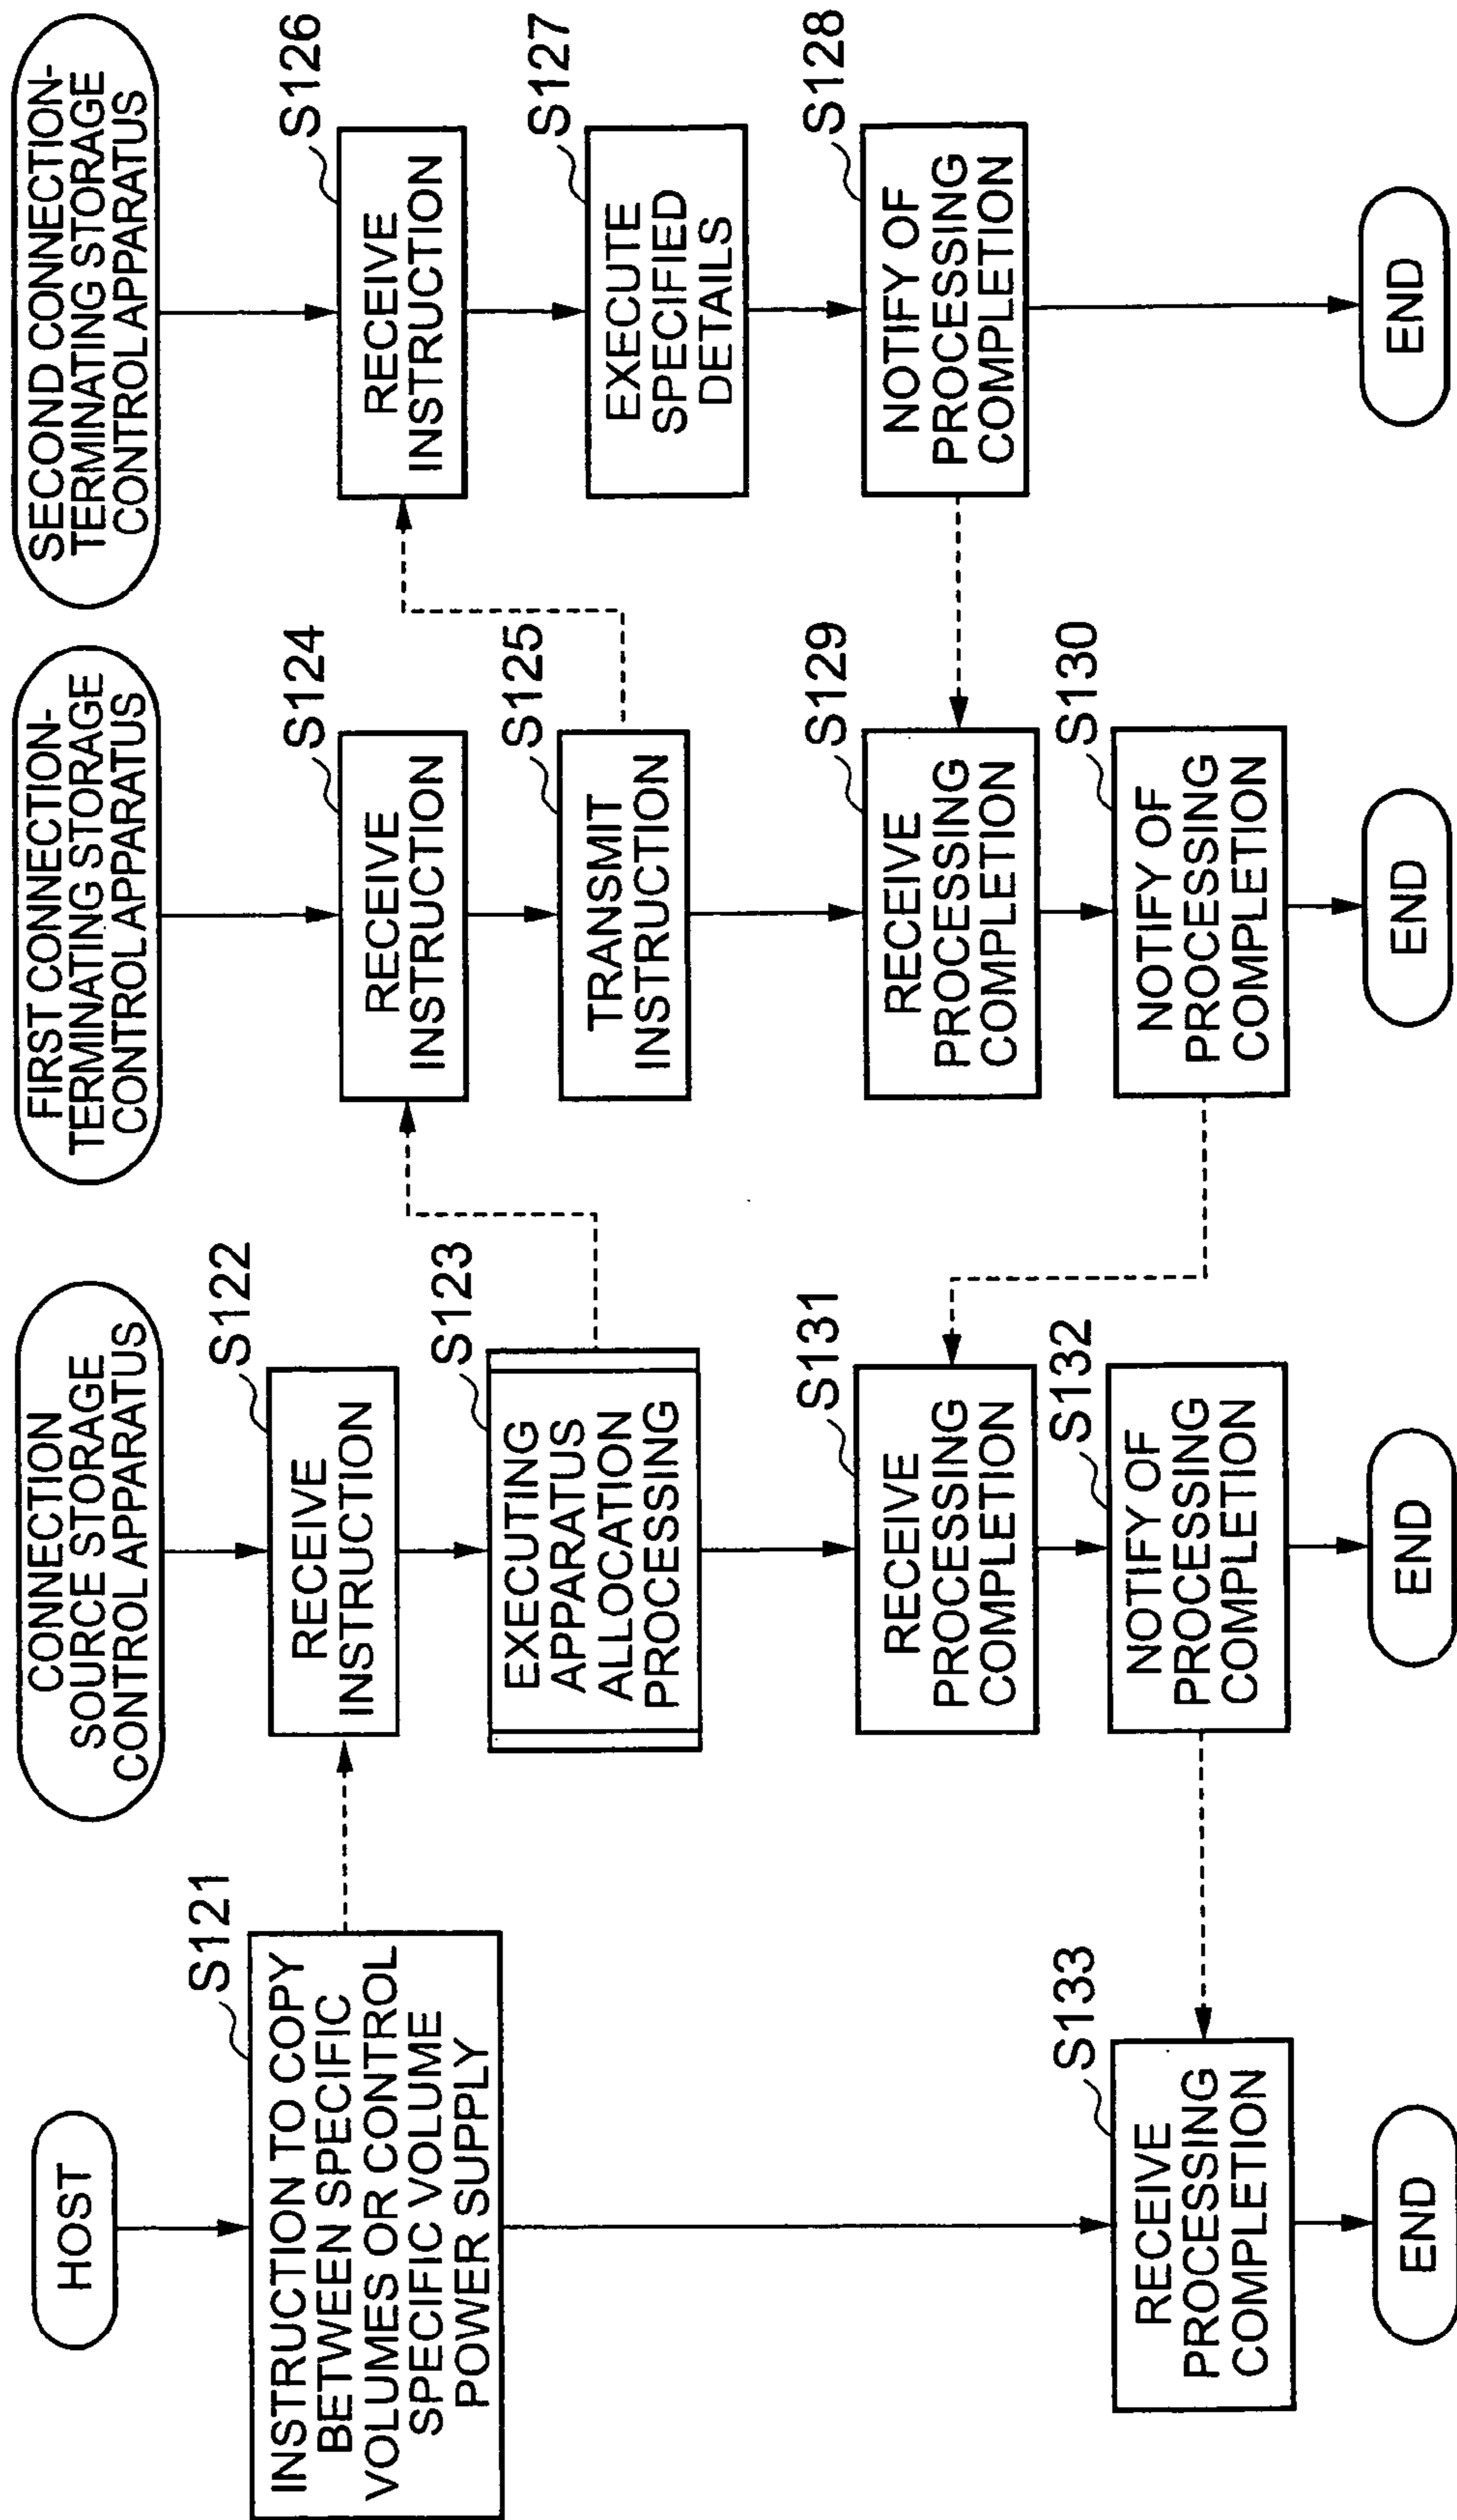 HOST
S121
INSTRUCTION TO COPY
BETWEEN SPECIFIC
VOLUMES OR CONTROL
SPECIFIC VOLUME
POWER SUPPLY
S133
RECEIVE
PROCESSING
COMPLETION
END
CONNECTION
SOURCE STORAGE
CONTROL APPARATUS
S122
RECEIVE
INSTRUCTION
S123
EXECUTING
APPARATUS
ALLOCATION
PROCESSING
S131
RECEIVE
PROCESSING
COMPLETION
S132
NOTIFY OF
PROCESSING
COMPLETION
END
FIRST CONNECTION-
TERMINATING STORAGE
CONTROL APPARATUS
S124
RECEIVE
INSTRUCTION
S125
TRANSMIT
INSTRUCTION
S129
RECEIVE
PROCESSING
COMPLETION
S130
NOTIFY OF
PROCESSING
COMPLETION
END
SECOND CONNECTION-
TERMINATING STORAGE
CONTROL APPARATUS
S126
RECEIVE
INSTRUCTION
S127
EXECUTE
SPECIFIED
DETAILS
S128
NOTIFY OF
PROCESSING
COMPLETION
END